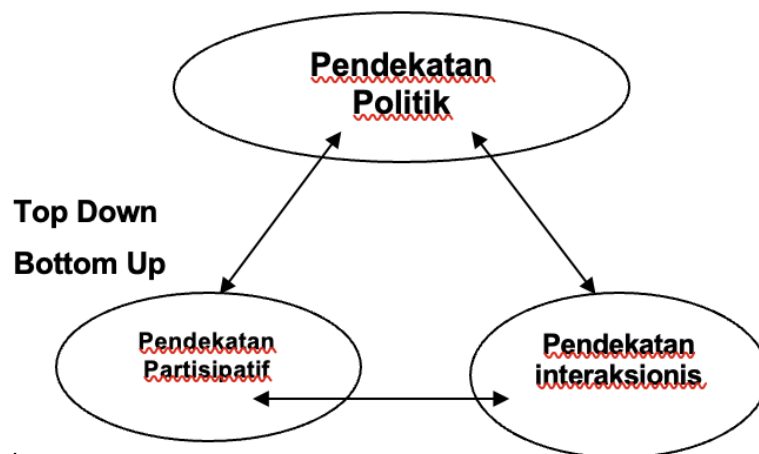 Pendekatan
Politik
Top Down
Bottom Up
Pendekatan
Partisipatif
Pendekatan
interaksionis